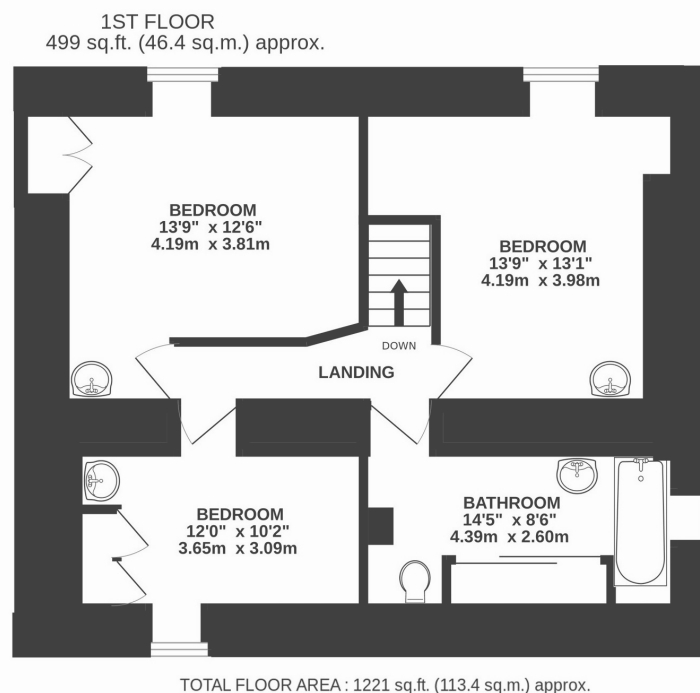 1ST FLOOR
499 sq.ft. (46.4 sq.m.) approx.
BEDROOM
13'9" x 12'6"
4.19m x 3.81m
BEDROOM
13'9" x 13'1"
4.19m x 3.98m
DOWN
LANDING
BEDROOM
12'0" x 10'2"
3.65m x 3.09m
BATHROOM
14'5" x 8'6"
4.39m x 2.60m
TOTAL FLOOR AREA : 1221 sq.ft. (113.4 sq.m.) approx.